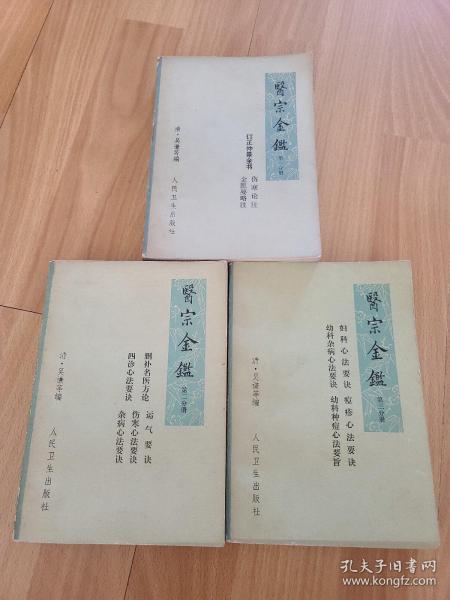 醫宗金鑑
第一分册
订正仲景全书
伤寒论注
金匮要略注
清·吴谦等编
人民卫生出版社
醫宗金鑑
第二分册
删补名医方论
四诊心法要诀
运气要诀
伤寒心法要诀
杂病心法要诀
清·吴谦等编
人民卫生出版社
醫宗金鑑
第三分册
妇科心法要诀
痘疹心法要诀
幼科杂病心法要诀
幼科种痘心法要旨
清·吴谦等编
人民卫生出版社
孔夫子旧书网
www.kongfz.com